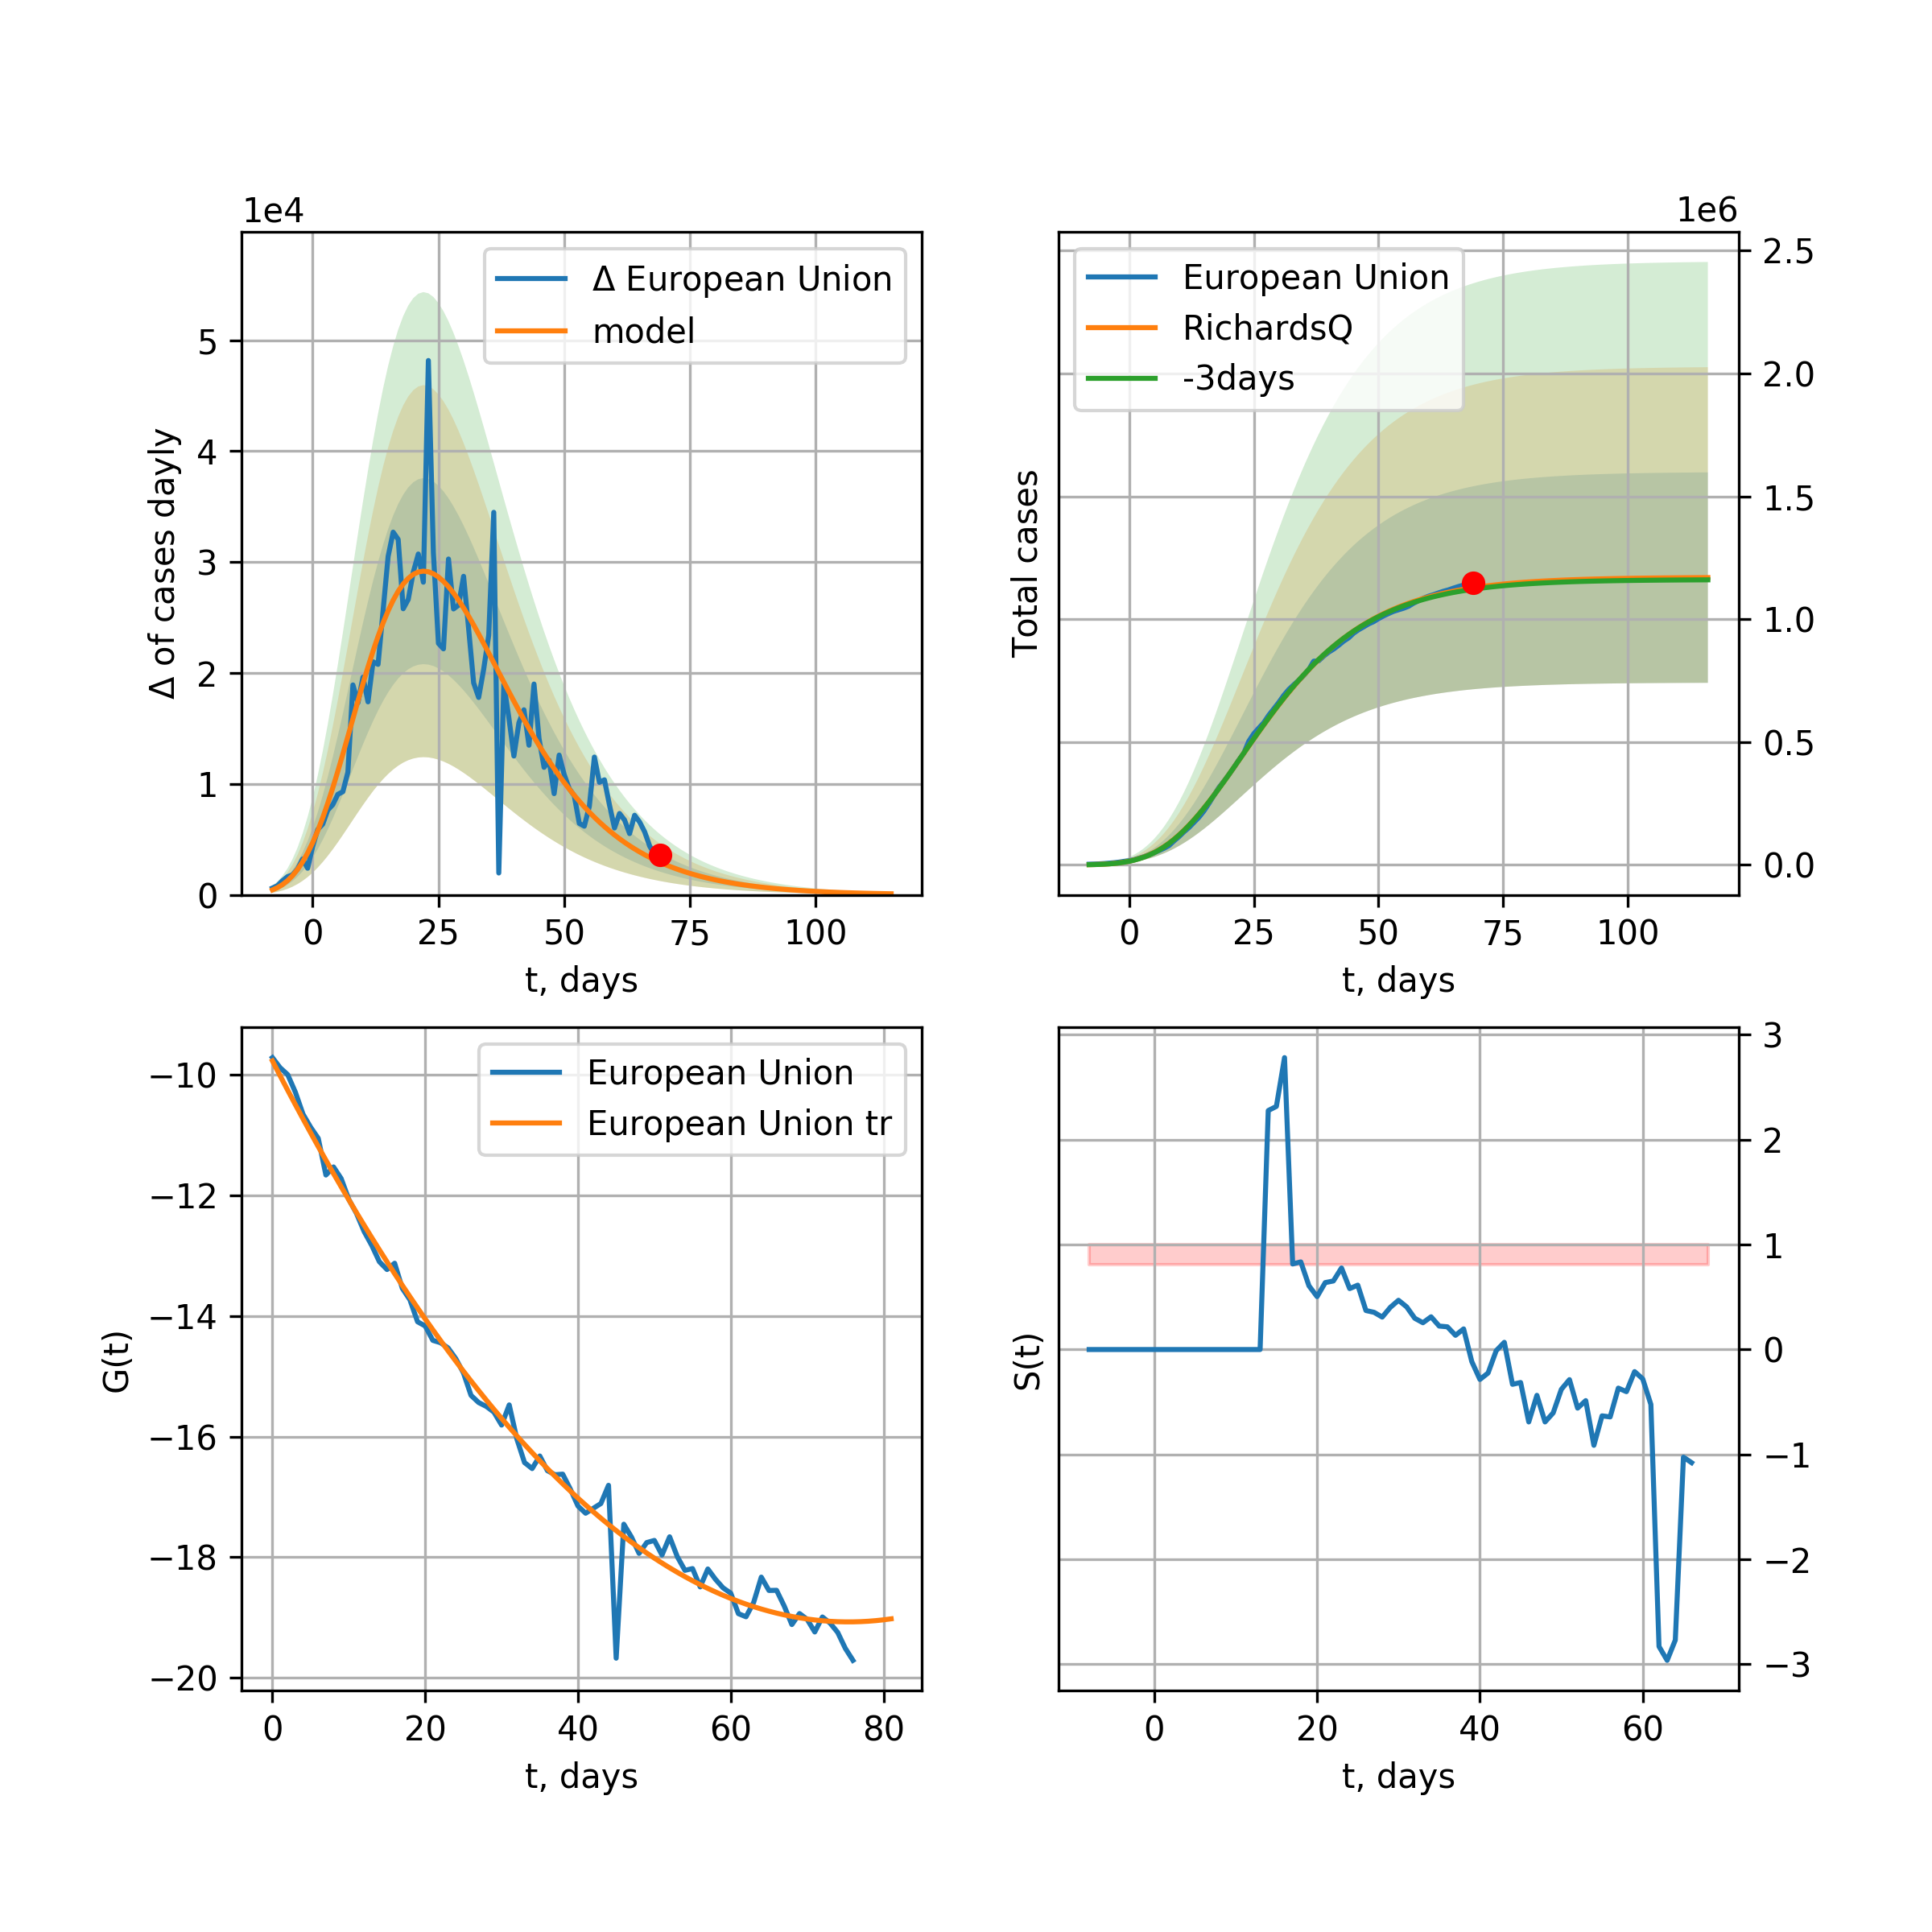 1e4
Δ European Union
model
5
4
3
2
1
0
Δ of cases dayly
0 25 50 75 100
t, days
1e6
European Union
RichardsQ
-3days
2.5
2.0
1.5
1.0
0.5
0.0
Total cases
0 25 50 75 100
t, days
European Union
European Union tr
−10
−12
−14
−16
−18
−20
G(t)
0 20 40 60 80
t, days
3
2
1
0
−1
−2
−3
S(t)
0 20 40 60
t, days